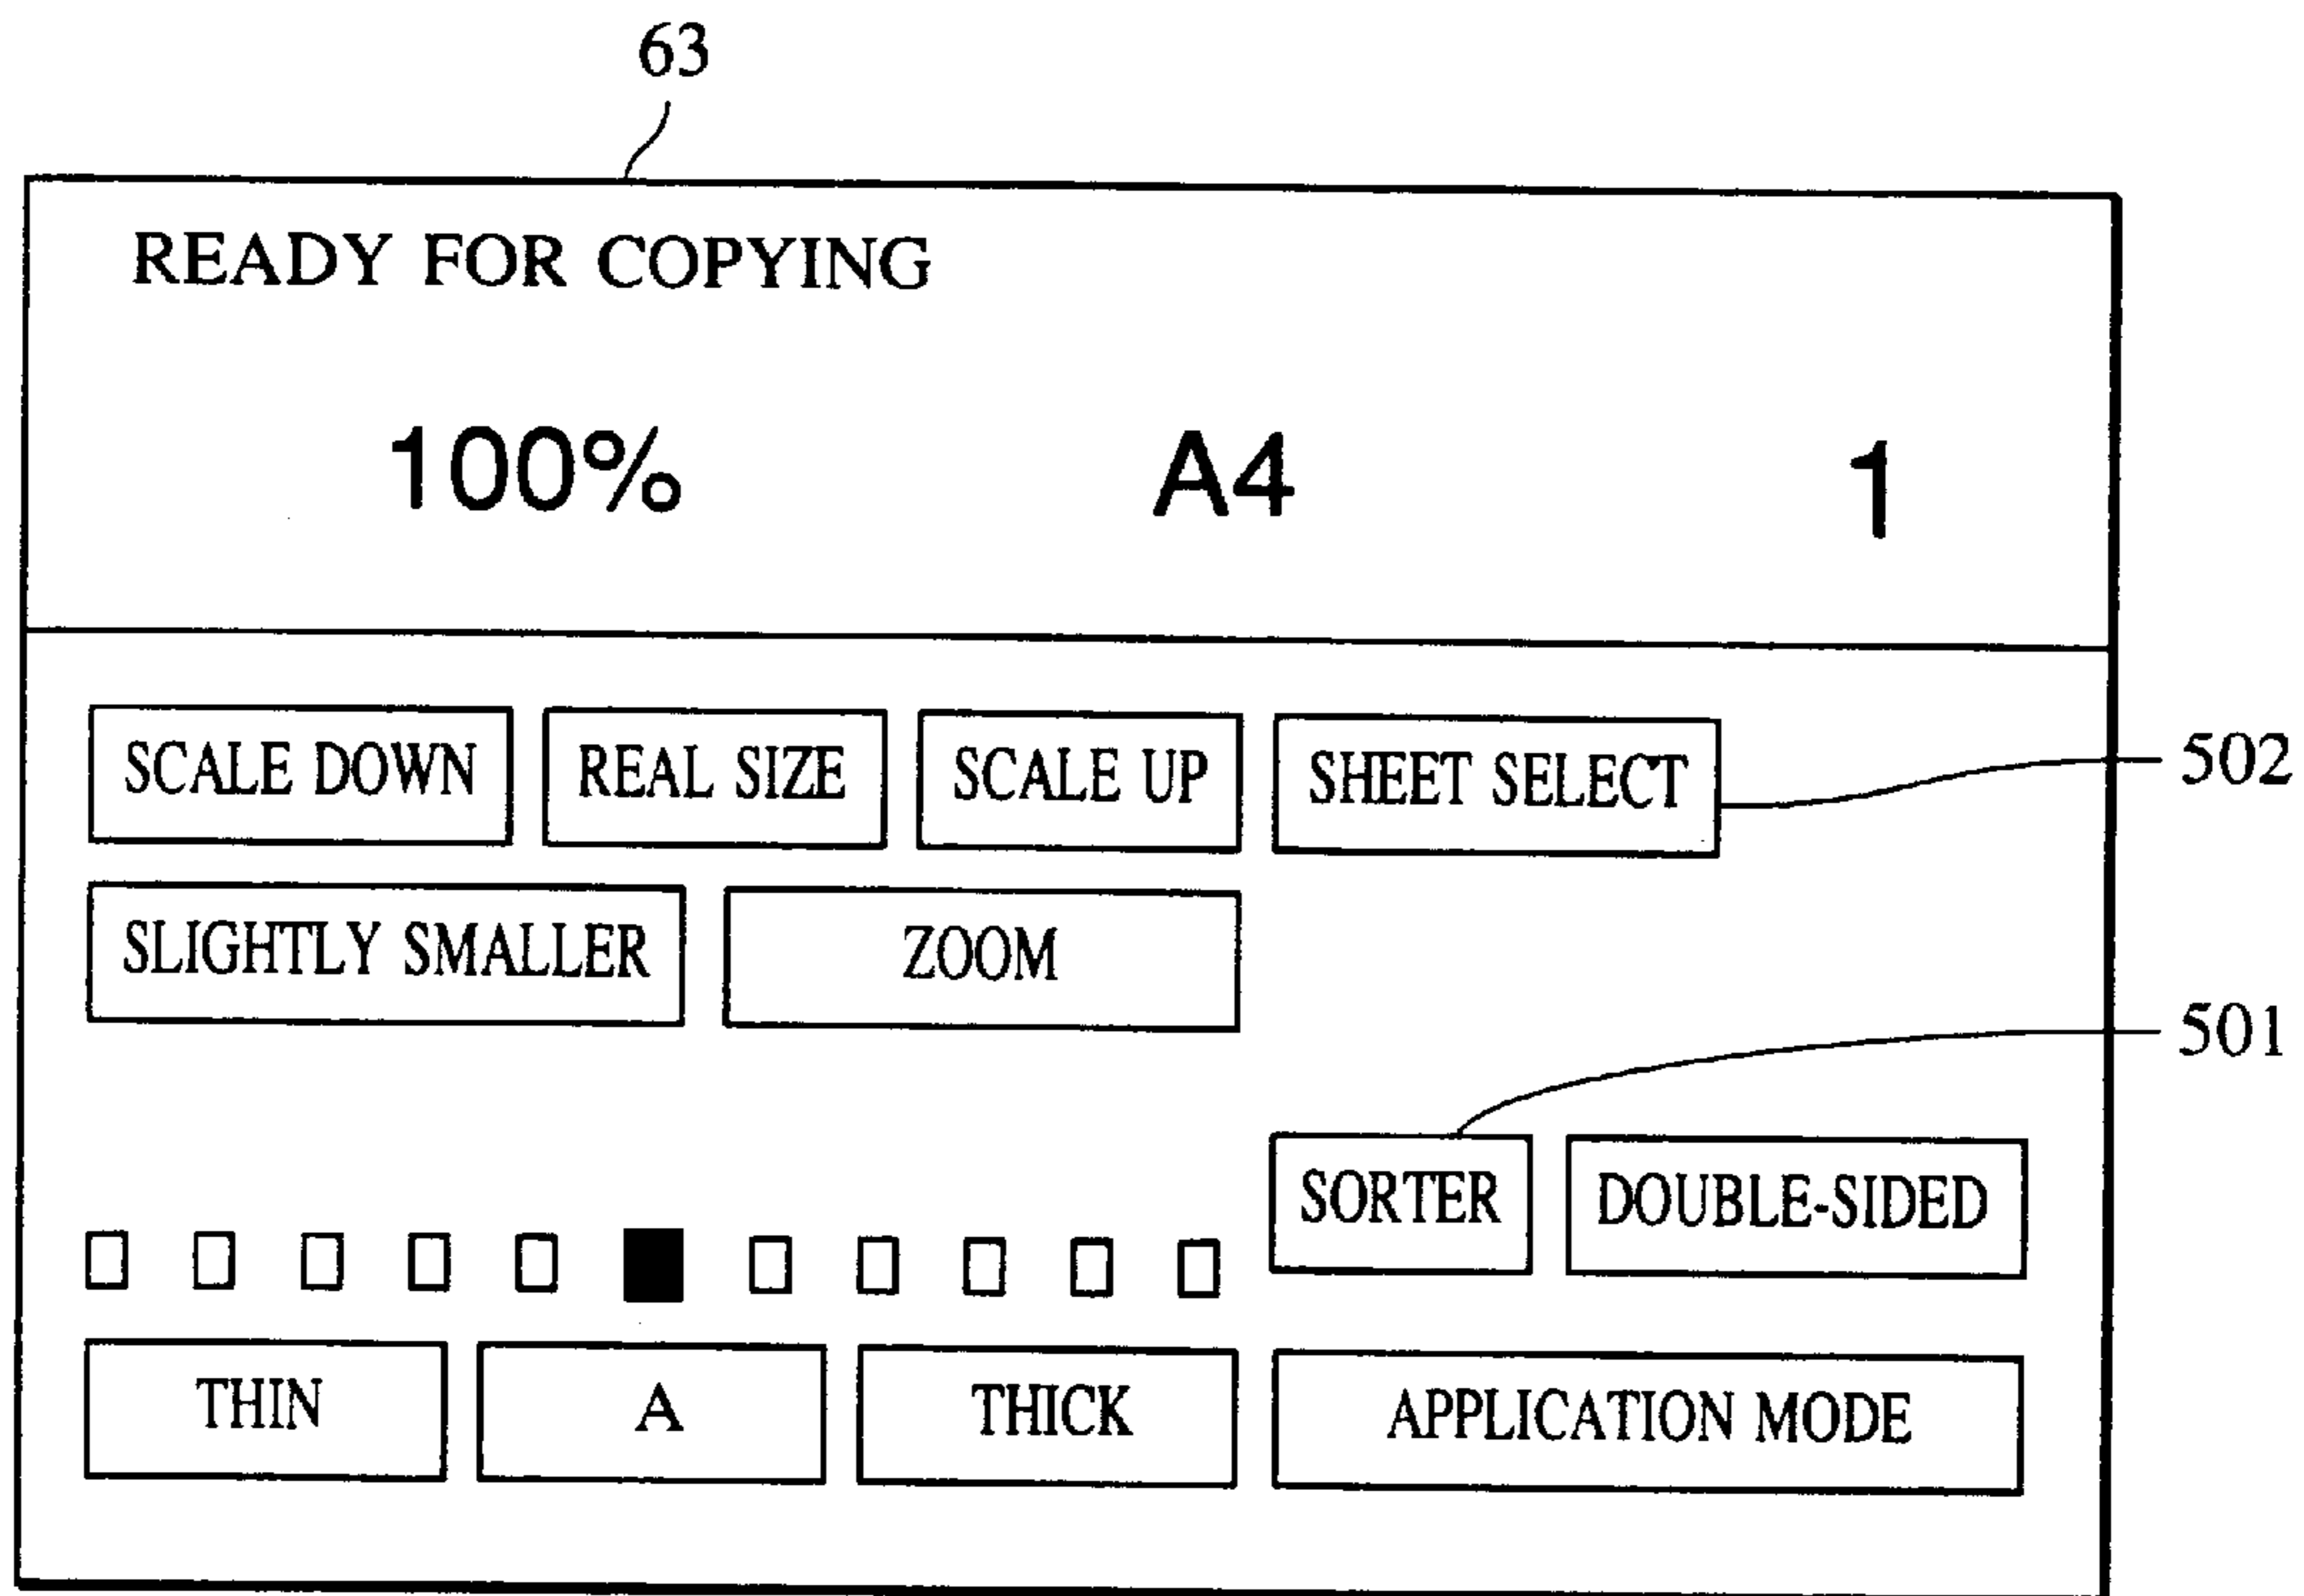 63
READY FOR COPYING
100% A4 1
SCALE DOWN REAL SIZE SCALE UP SHEET SELECT 502
SLIGHTLY SMALLER ZOOM
501
SORTER DOUBLE-SIDED
THIN A THICK APPLICATION MODE